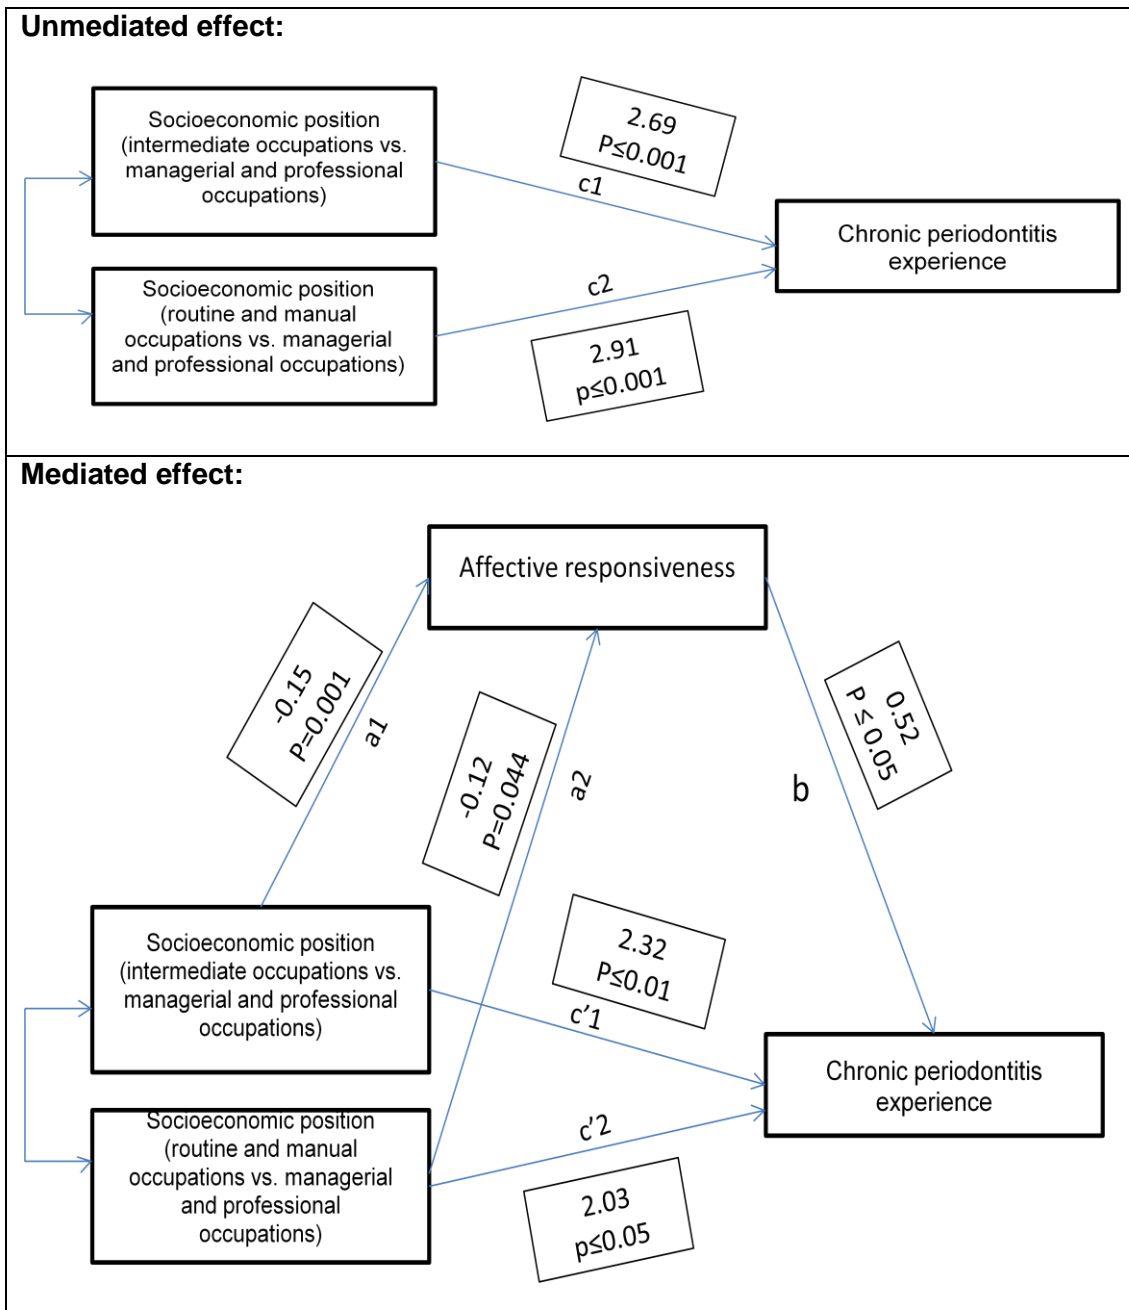 Unmediated effect:
Socioeconomic position
(intermediate occupations vs.
managerial and professional
occupations)
2.69
P≤0.001
c1
Chronic periodontitis
experience
Socioeconomic position
(routine and manual
occupations vs. managerial
and professional occupations)
c2
2.91
p≤0.001
Mediated effect:
Affective responsiveness
-0.15
P=0.001
a1
-0.12
P=0.044
a2
0.52
P ≤ 0.05
b
Socioeconomic position
(intermediate occupations vs.
managerial and professional
occupations)
2.32
P≤0.01
c'1
Chronic periodontitis
experience
Socioeconomic position
(routine and manual
occupations vs. managerial
and professional
occupations)
c'2
2.03
p≤0.05